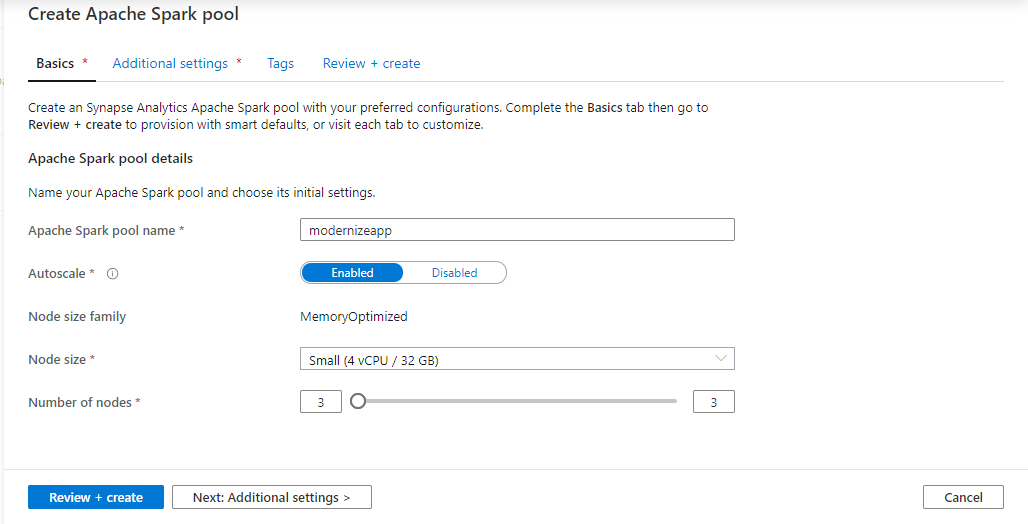 Create Apache Spark pool
Basics * Additional settings * Tags Review + create
Create an Synapse Analytics Apache Spark pool with your preferred configurations. Complete the Basics tab then go to
Review + create to provision with smart defaults, or visit each tab to customize.
Apache Spark pool details
Name your Apache Spark pool and choose its initial settings.
Apache Spark pool name * modernizeapp
Autoscale * Enabled Disabled
Node size family MemoryOptimized
Node size * Small (4 vCPU / 32 GB)
Number of nodes * 3 3
Review + create Next: Additional settings > Cancel